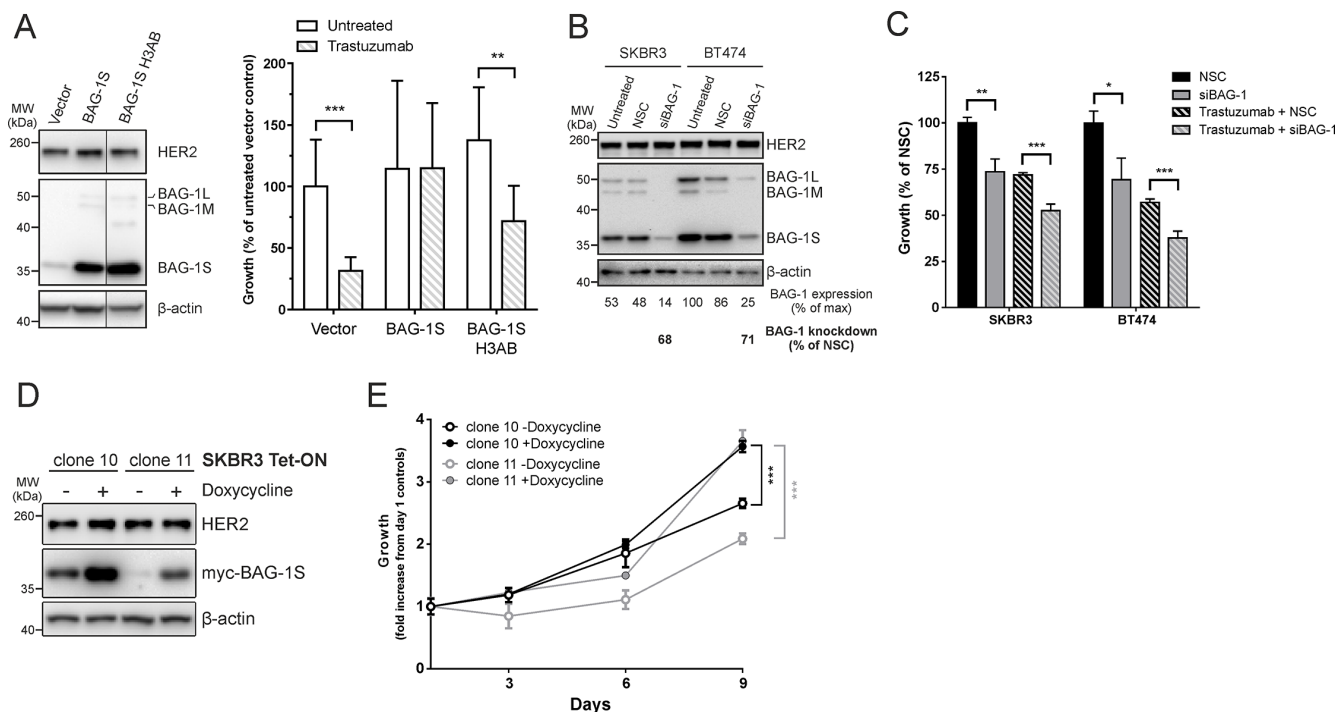 A
MW
(kDa)
Vector
BAG-1S
BAG-1S H3AB
260
HER2
50
BAG-1L
BAG-1M
40
35
BAG-1S
40
β-actin
Untreated
Trastuzumab
Growth (% of untreated vector control)
200
150
100
50
0
***
**
Vector
BAG-1S
BAG-1S
H3AB
B
SKBR3
BT474
MW
(kDa)
Untreated
NSC
siBAG-1
Untreated
NSC
siBAG-1
260
HER2
50
BAG-1L
BAG-1M
40
35
BAG-1S
40
β-actin
53 48 14 100 86 25
BAG-1 expression
(% of max)
68 71
BAG-1 knockdown
(% of NSC)
C
Growth (% of NSC)
125
100
75
50
25
0
**
***
*
***
SKBR3
BT474
NSC
siBAG-1
Trastuzumab + NSC
Trastuzumab + siBAG-1
D
clone 10 clone 11 SKBR3 Tet-ON
MW
(kDa)
- + - + Doxycycline
260
HER2
myc-BAG-1S
35
β-actin
40
E
Growth
(fold increase from day 1 controls)
4
3
2
1
0
clone 10 -Doxycycline
clone 10 +Doxycycline
clone 11 -Doxycycline
clone 11 +Doxycycline
***
***
3 6 9
Days